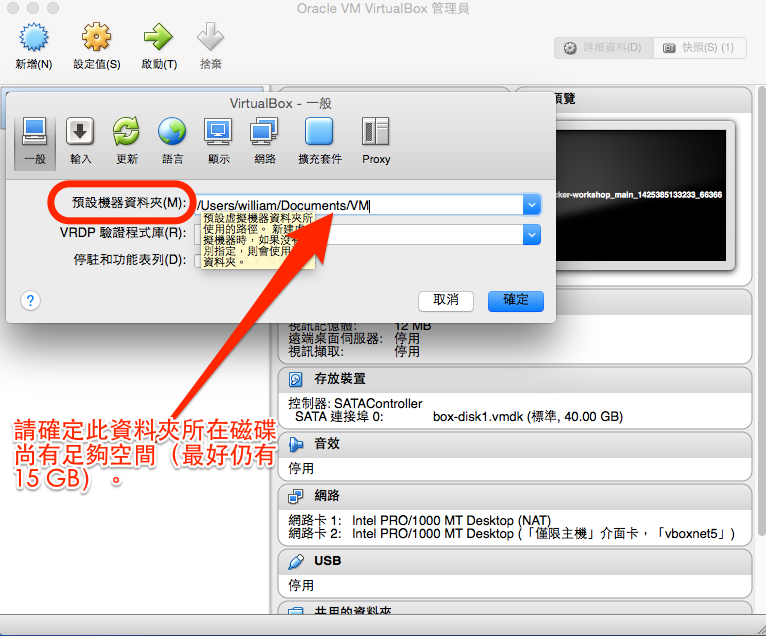 Oracle VM VirtualBox 管理員
新增(N)
設定值(S)
啟動(T)
捨棄
詳細資料(D)
快照(S) (1)
VirtualBox - 一般
預覽
一般
輸入
更新
語言
顯示
網路
擴充套件
Proxy
cker-workshop_main_1425385133233_66366
預設機器資料夾(M):
/Users/william/Documents/VM
預設虛擬機器資料夾所
使用的路徑。 新建虛
擬機器時，如果沒有
別指定，則會使用
資料夾。
VRDP 驗證程式庫(R):
停駐和功能表列(D):
?
取消
確定
視訊記憶體: 12 MB
遠端桌面伺服器: 停用
視訊擷取: 停用
存放裝置
控制器: SATAController
SATA 連接埠 0: box-disk1.vmdk (標準, 40.00 GB)
請確定此資料夾所在磁碟
尚有足夠空間（最好仍有
15 GB）。
音效
停用
網路
網路卡 1: Intel PRO/1000 MT Desktop (NAT)
網路卡 2: Intel PRO/1000 MT Desktop (「僅限主機」介面卡，「vboxnet5」)
USB
停用
共用的資料夾